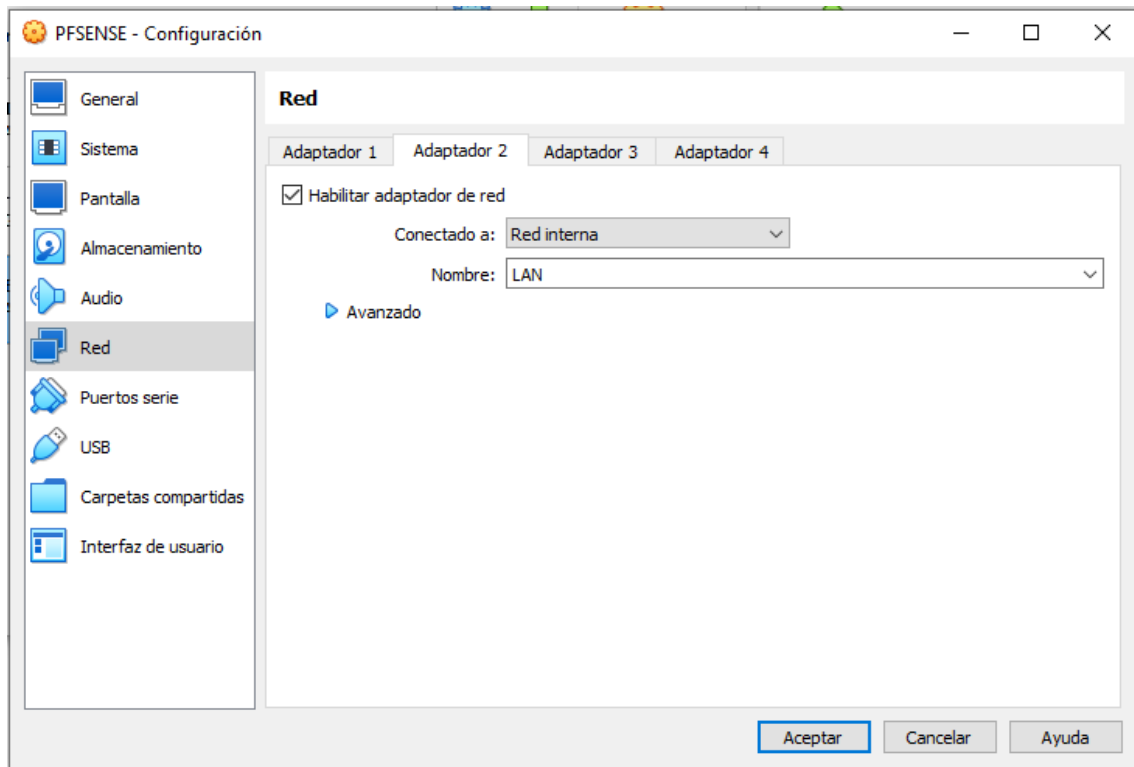 PFSENSE - Configuración
General
Sistema
Pantalla
Almacenamiento
Audio
Red
Puertos serie
USB
Carpetas compartidas
Interfaz de usuario
Red
Adaptador 1 Adaptador 2 Adaptador 3 Adaptador 4
Habilitar adaptador de red
Conectado a: Red interna
Nombre: LAN
Avanzado
Aceptar Cancelar Ayuda